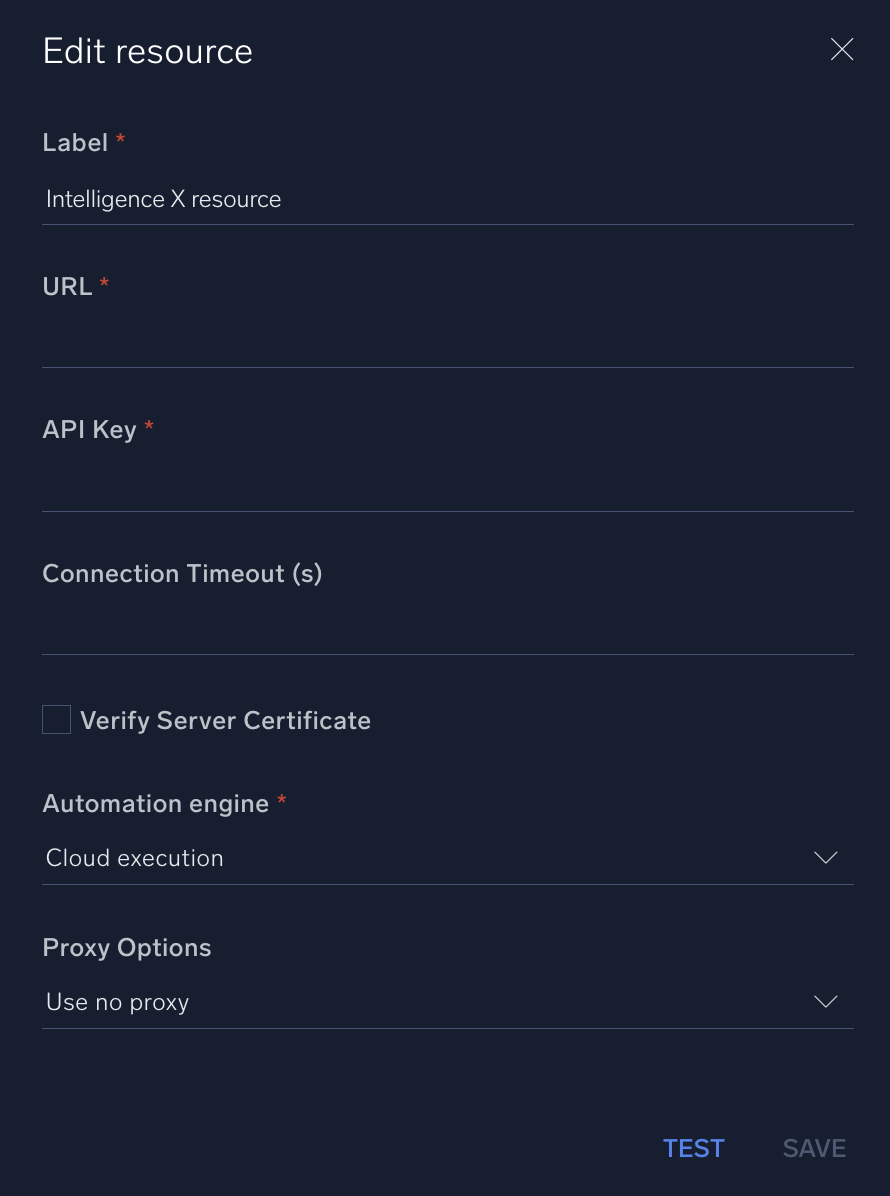 Edit resource
Label *
Intelligence X resource
URL *
API Key *
Connection Timeout (s)
Verify Server Certificate
Automation engine *
Cloud execution
Proxy Options
Use no proxy
TEST SAVE